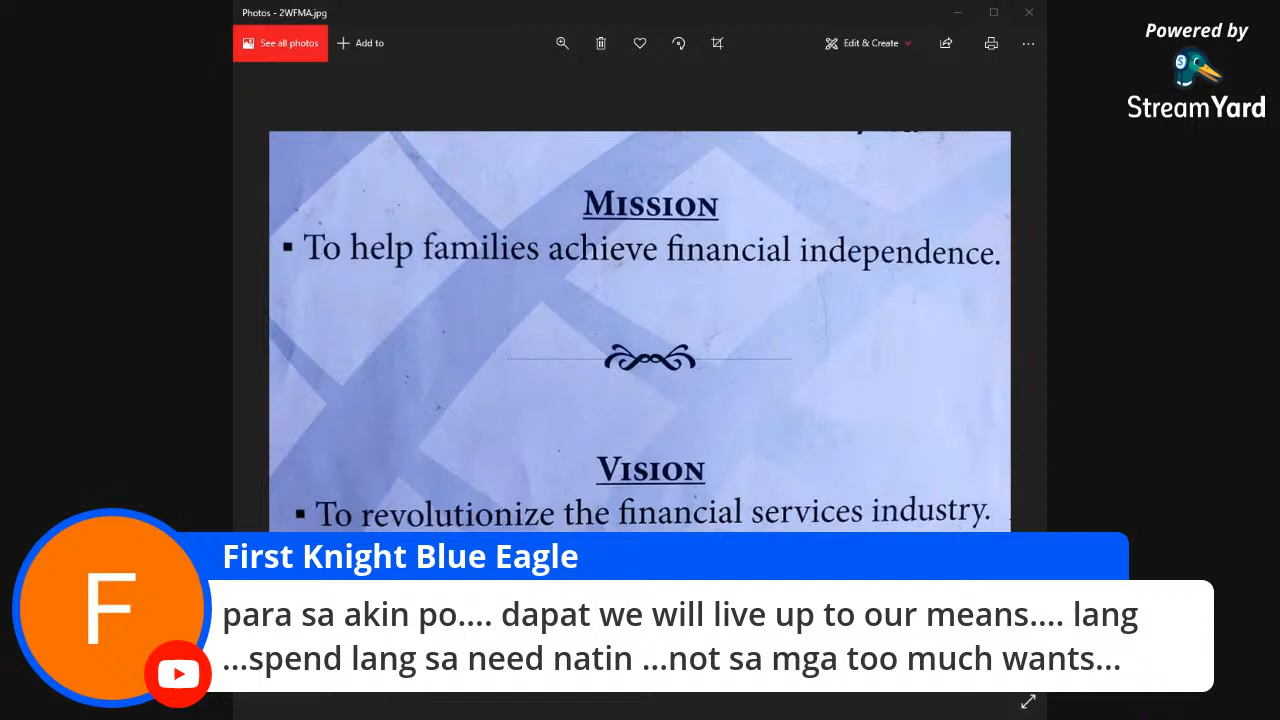 Photos - 2WFMA.jpg
See all photos
Add to
Edit & Create
Powered by
S
StreamYard
MISSION
▪ To help families achieve financial independence.
VISION
▪ To revolutionize the financial services industry.
F
First Knight Blue Eagle
para sa akin po.... dapat we will live up to our means.... lang
...spend lang sa need natin ...not sa mga too much wants...